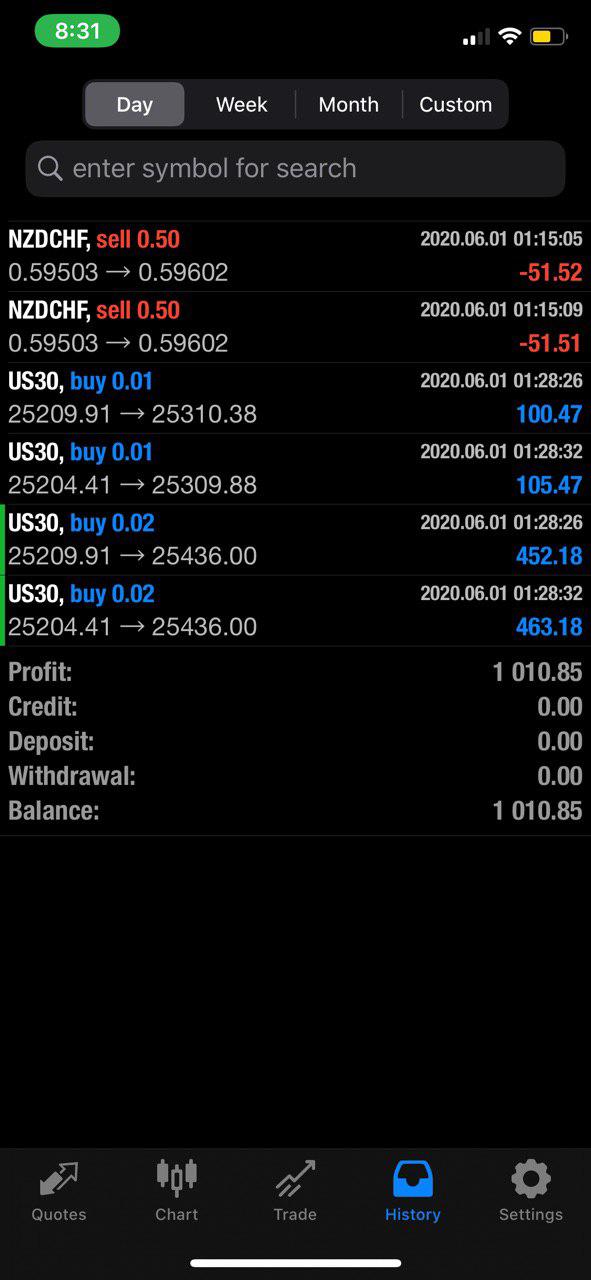 8:31
Day Week Month Custom
enter symbol for search
NZDCHF, sell 0.50 2020.06.01 01:15:05
0.59503 → 0.59602 -51.52
NZDCHF, sell 0.50 2020.06.01 01:15:09
0.59503 → 0.59602 -51.51
US30, buy 0.01 2020.06.01 01:28:26
25209.91 → 25310.38 100.47
US30, buy 0.01 2020.06.01 01:28:32
25204.41 → 25309.88 105.47
US30, buy 0.02 2020.06.01 01:28:26
25209.91 → 25436.00 452.18
US30, buy 0.02 2020.06.01 01:28:32
25204.41 → 25436.00 463.18
Profit: 1 010.85
Credit: 0.00
Deposit: 0.00
Withdrawal: 0.00
Balance: 1 010.85
Quotes Chart Trade History Settings